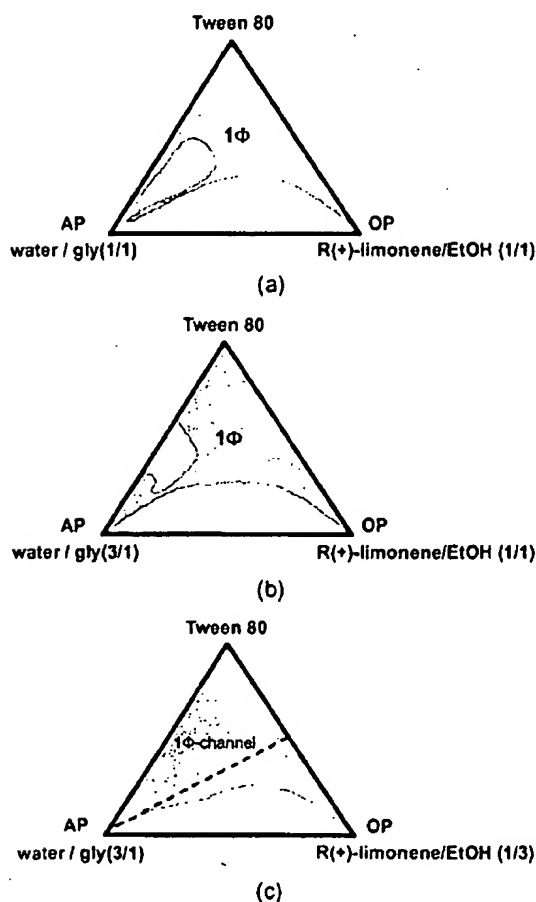 Tween 80
1Φ
AP OP
water / gly(1/1) R(+)-limonene/EtOH (1/1)
(a)
Tween 80
1Φ
AP OP
water / gly(3/1) R(+)-limonene/EtOH (1/1)
(b)
Tween 80
1Φ-channel
AP OP
water / gly(3/1) R(+)-limonene/EtOH (1/3)
(c)